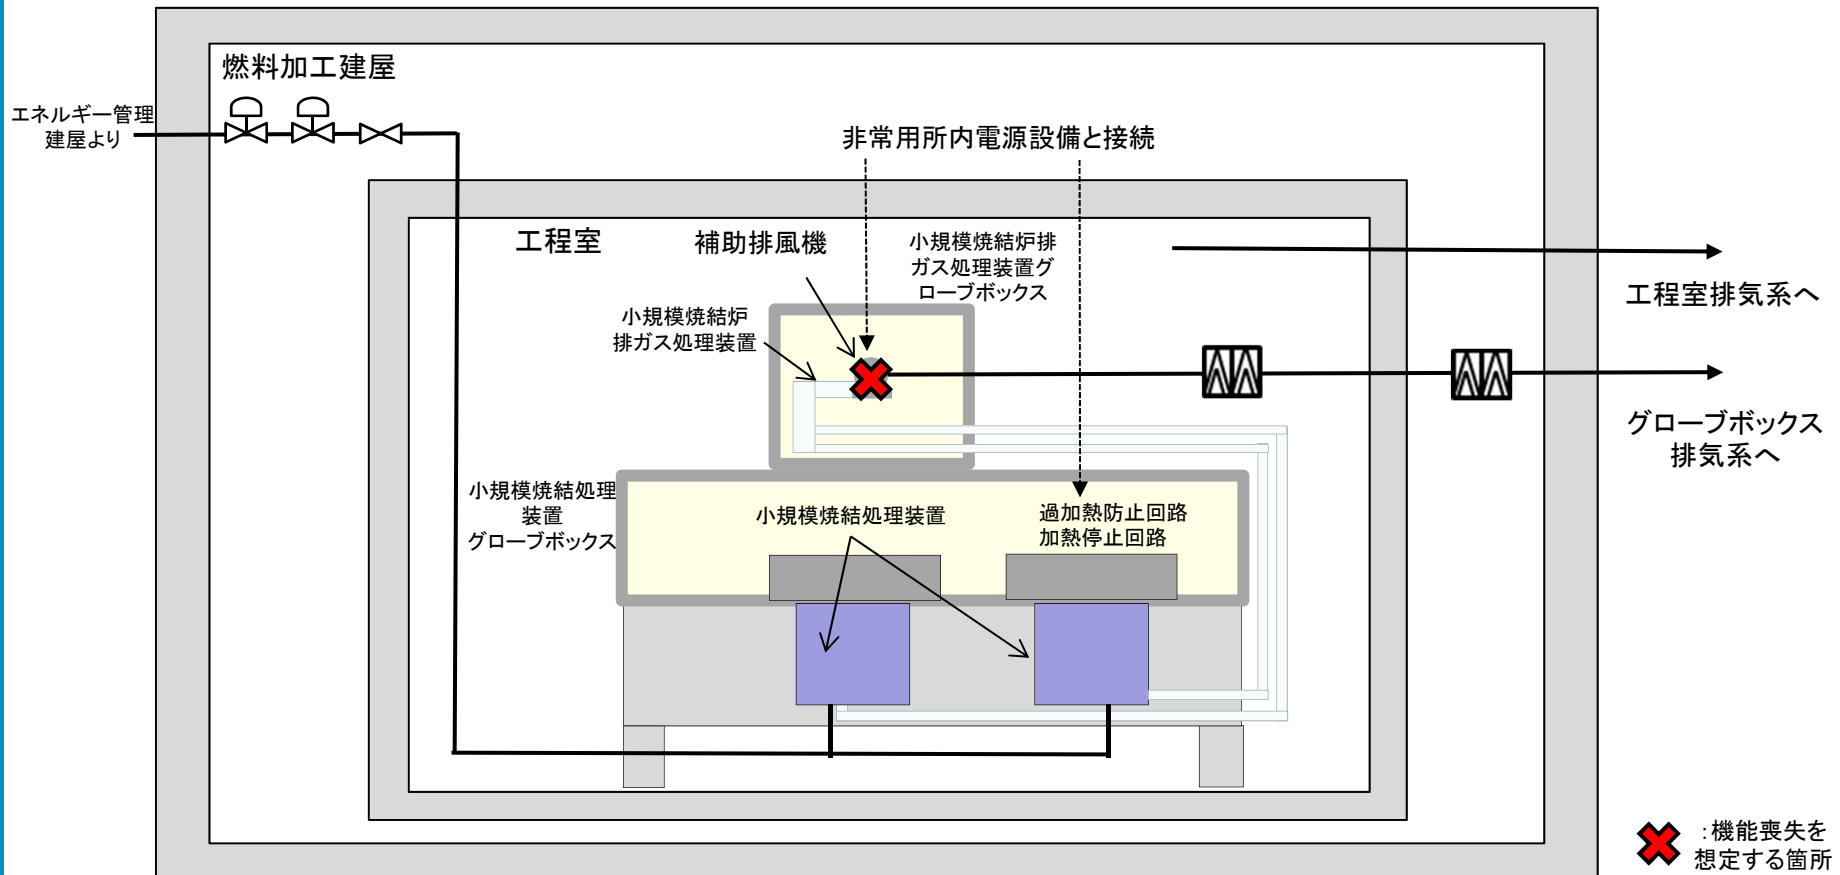 燃料加工建屋
エネルギー管理
建屋より
非常用所内電源設備と接続
工程室
補助排風機
小規模焼結炉排
ガス処理装置グ
ローブボックス
工程室排気系へ
小規模焼結炉
排ガス処理装置
グローブボックス
排気系へ
小規模焼結処理
装置
グローブボックス
小規模焼結処理装置
過加熱防止回路
加熱停止回路
:機能喪失を
想定する箇所